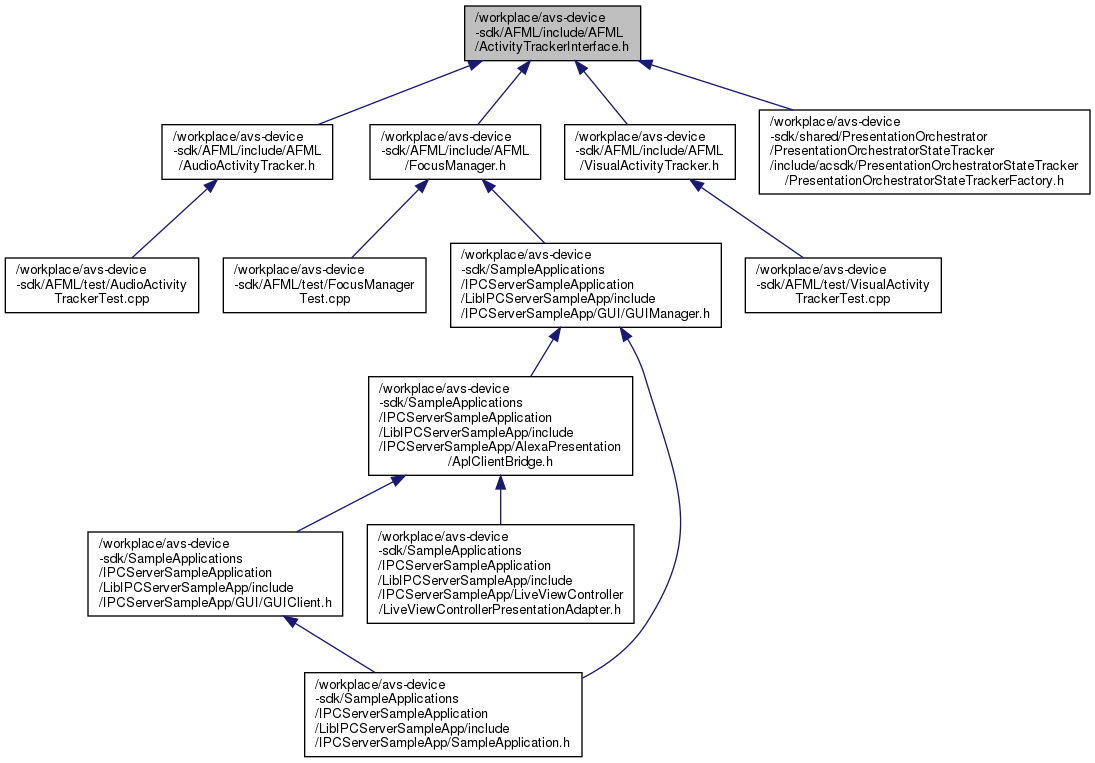 /workplace/avs-device
-sdk/AFML/include/AFML
/ActivityTrackerInterface.h
/workplace/avs-device
-sdk/AFML/include/AFML
/AudioActivityTracker.h
/workplace/avs-device
-sdk/AFML/include/AFML
/FocusManager.h
/workplace/avs-device
-sdk/AFML/include/AFML
/VisualActivityTracker.h
/workplace/avs-device
-sdk/shared/PresentationOrchestrator
/PresentationOrchestratorStateTracker
/include/acsdk/PresentationOrchestratorStateTracker
/PresentationOrchestratorStateTrackerFactory.h
/workplace/avs-device
-sdk/AFML/test/AudioActivity
TrackerTest.cpp
/workplace/avs-device
-sdk/AFML/test/FocusManager
Test.cpp
/workplace/avs-device
-sdk/SampleApplications
/IPCServerSampleApplication
/LibIPCServerSampleApp/include
/IPCServerSampleApp/GUI/GUIManager.h
/workplace/avs-device
-sdk/AFML/test/VisualActivity
TrackerTest.cpp
/workplace/avs-device
-sdk/SampleApplications
/IPCServerSampleApplication
/LibIPCServerSampleApp/include
/IPCServerSampleApp/AlexaPresentation
/AplClientBridge.h
/workplace/avs-device
-sdk/SampleApplications
/IPCServerSampleApplication
/LibIPCServerSampleApp/include
/IPCServerSampleApp/GUI/GUIClient.h
/workplace/avs-device
-sdk/SampleApplications
/IPCServerSampleApplication
/LibIPCServerSampleApp/include
/IPCServerSampleApp/LiveViewController
/LiveViewControllerPresentationAdapter.h
/workplace/avs-device
-sdk/SampleApplications
/IPCServerSampleApplication
/LibIPCServerSampleApp/include
/IPCServerSampleApp/SampleApplication.h